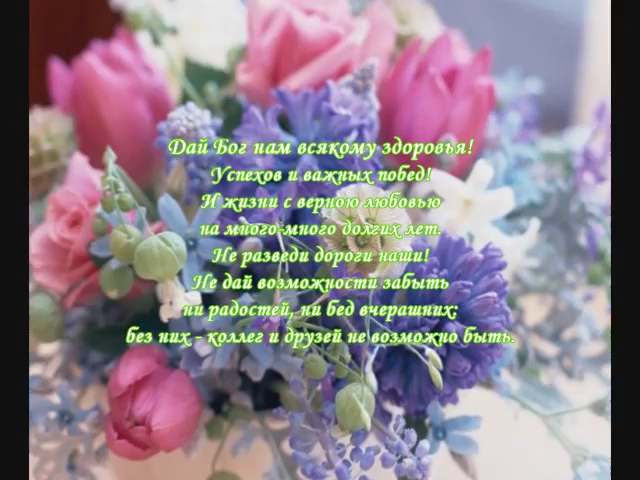 Дай Бог нам всякому здоровья!
Успехов и важных побед!
И жизни с верною любовью
на много-много долгих лет.
Не разведи дороги наши!
Не дай возможности забыть
ни радостей, ни бед вчерашних:
без них - коллег и друзей не возможно быть.